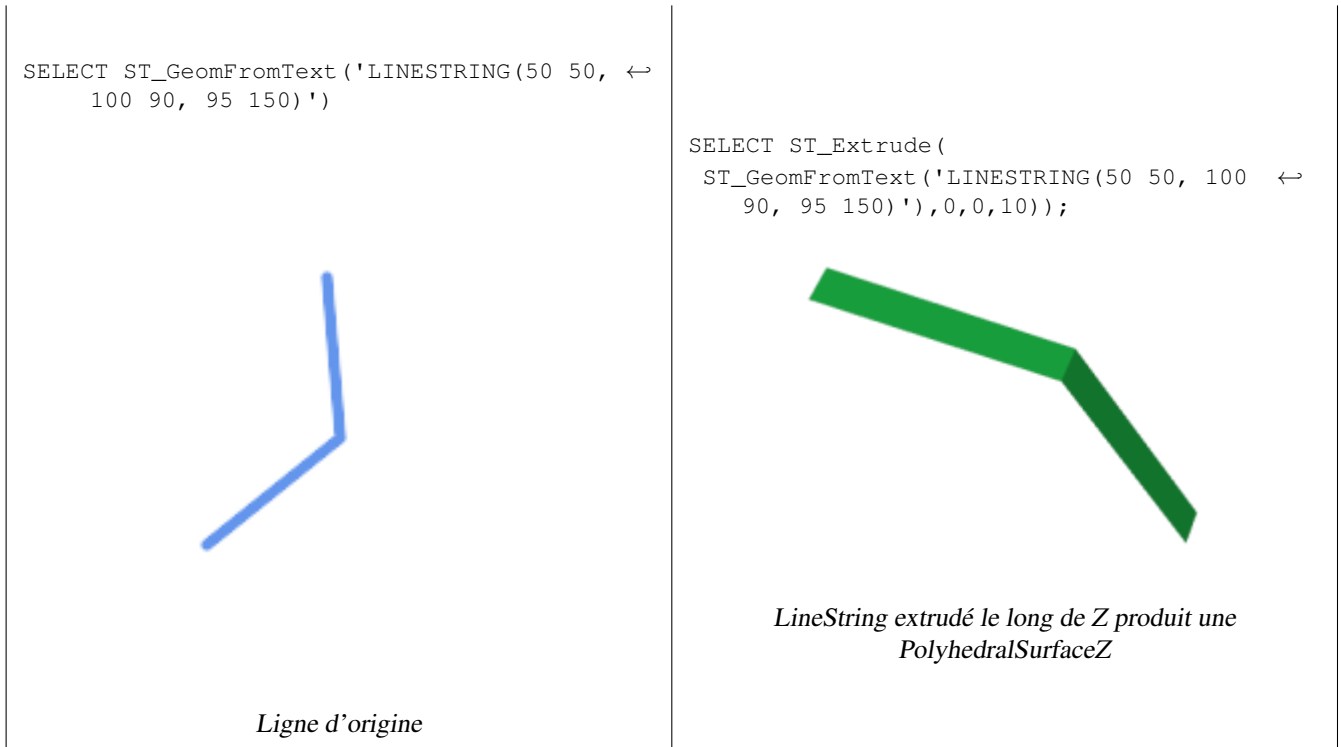 SELECT ST_GeomFromText('LINESTRING(50 50, ↩
100 90, 95 150)')
Ligne d'origine
SELECT ST_Extrude(
ST_GeomFromText('LINESTRING(50 50, 100 ↩
90, 95 150)'),0,0,10));
LineString extrudé le long de Z produit une
PolyhedralSurfaceZ